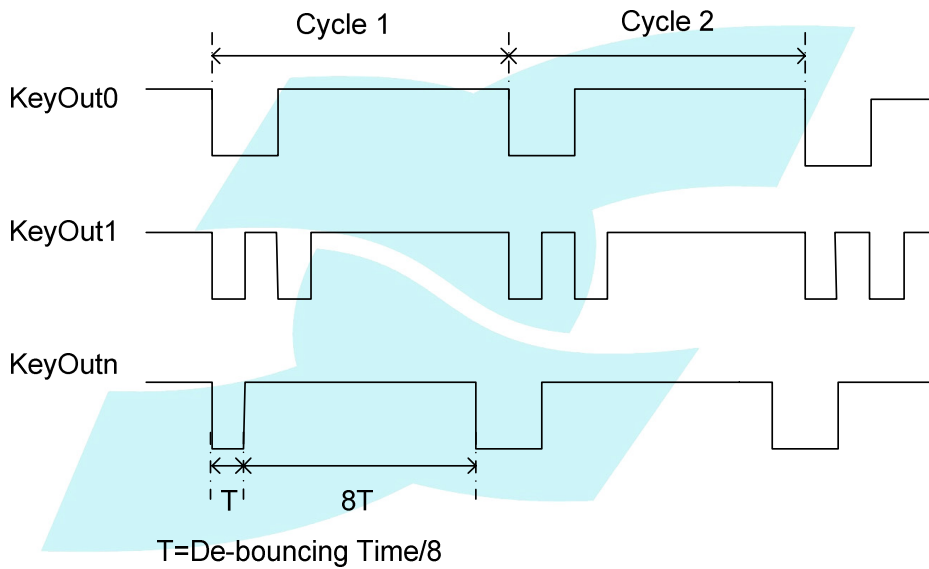 Cycle 1
Cycle 2
KeyOut0
KeyOut1
KeyOutn
T
8T
T=De-bouncing Time/8